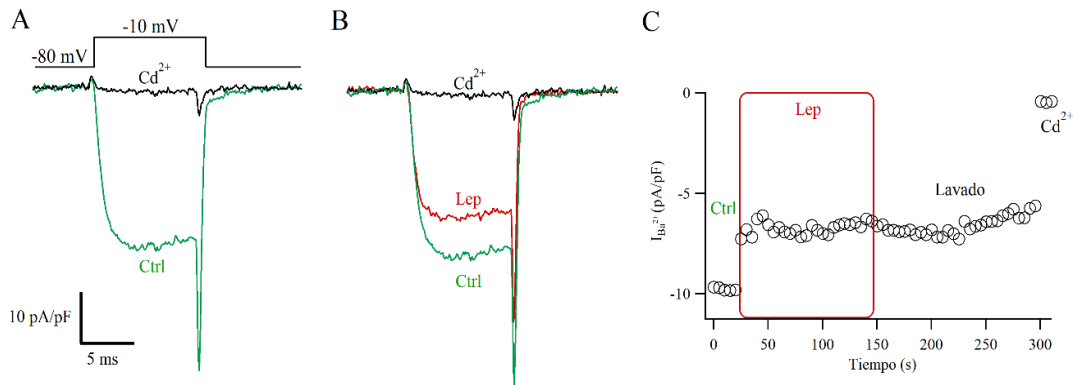 A
-10 mV
-80 mV
Cd²⁺
Ctrl
10 pA/pF
5 ms
B
Cd²⁺
Lep
Ctrl
C
0
-5
-10
I_Ba²⁺ (pA/pF)
Ctrl
Lep
Lavado
Cd²⁺
0 50 100 150 200 250 300
Tiempo (s)